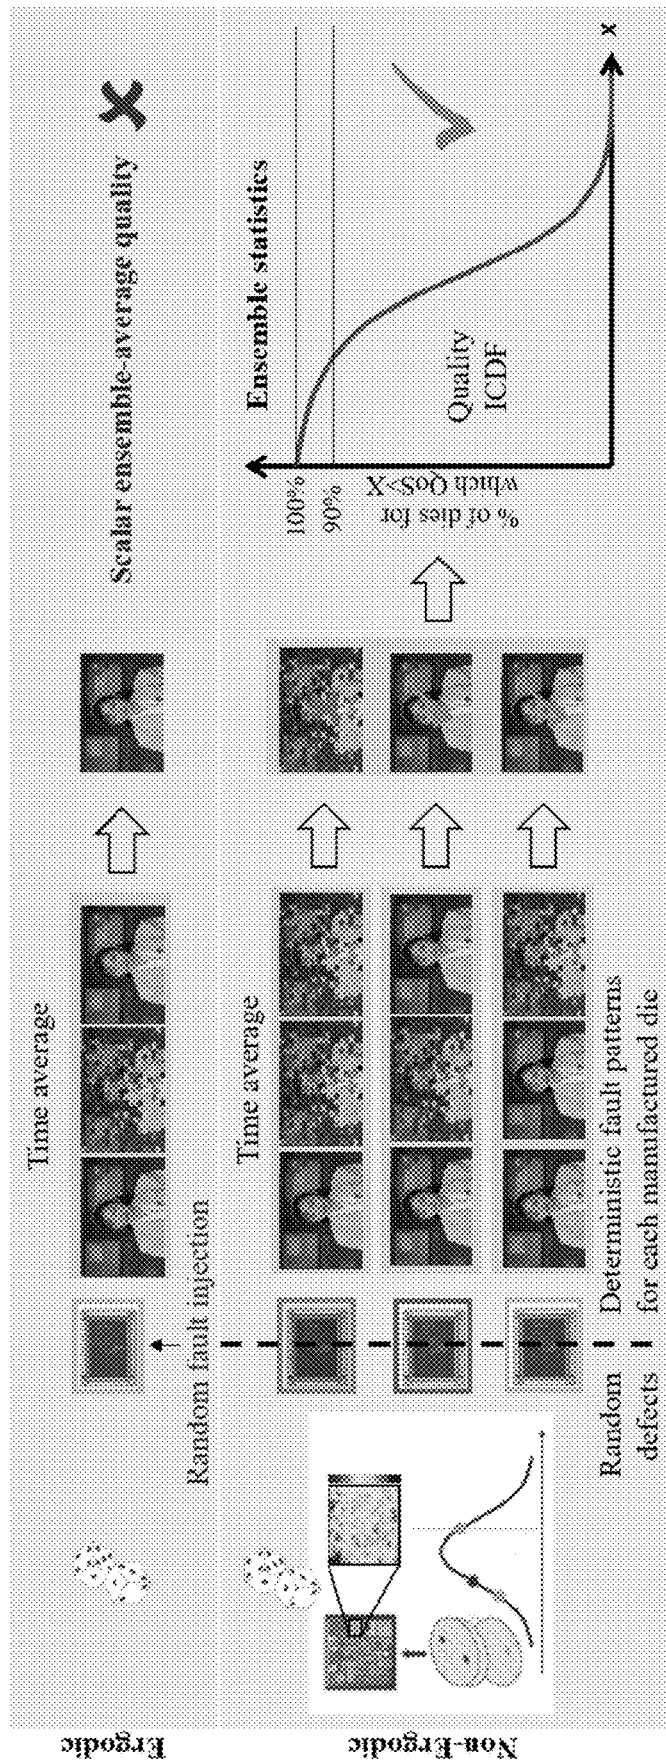 Ergodic
Random fault injection
Time average
Scalar ensemble-average quality
Non-Ergodic
Random
defects
Deterministic fault patterns
for each manufactured die
Time average
Ensemble statistics
% of dies for
which QoS>X
100%
90%
Quality
ICDF
x